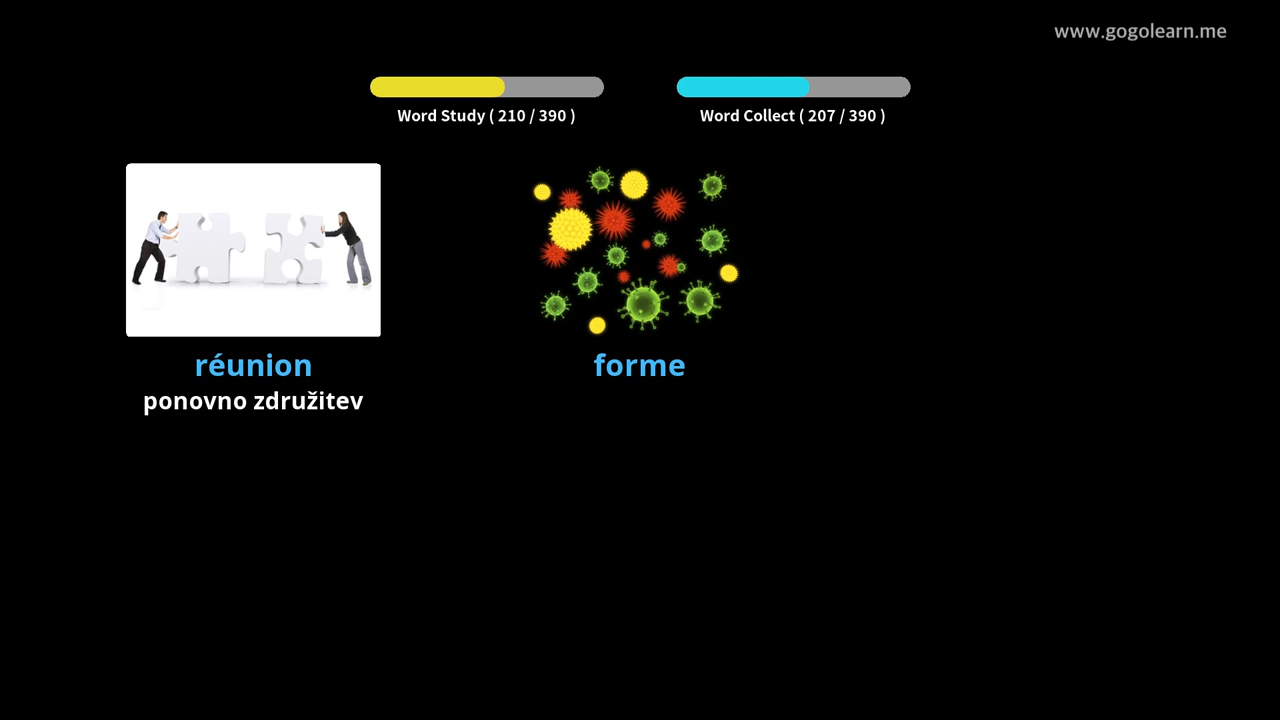 www.gogolearn.me
Word Study ( 210 / 390 )
Word Collect ( 207 / 390 )
réunion
ponovno združitev
forme